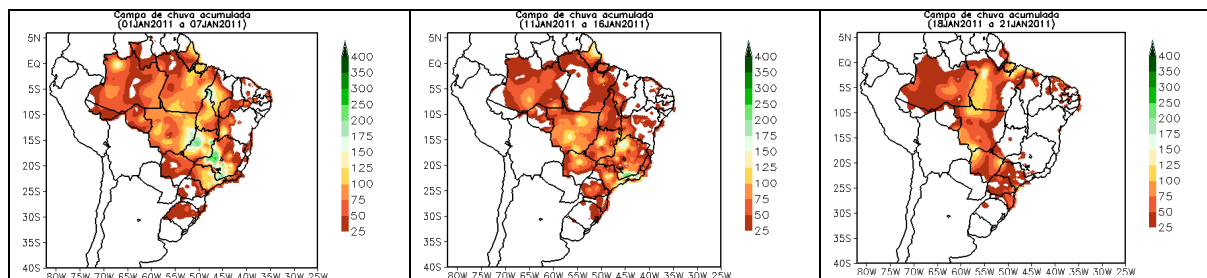 Campa de chuva acumulada
(01JAN2011 a 07JAN2011)
5N
EQ
5S
10S
15S
20S
25S
30S
35S
40S
80W 75W 70W 65W 60W 55W 50W 45W 40W 35W 30W 25W
400
350
300
250
200
175
150
125
100
75
50
25
Campa de chuva acumulada
(11JAN2011 a 16JAN2011)
5N
EQ
5S
10S
15S
20S
25S
30S
35S
40S
80W 75W 70W 65W 60W 55W 50W 45W 40W 35W 30W 25W
400
350
300
250
200
175
150
125
100
75
50
25
Campa de chuva acumulada
(18JAN2011 a 21JAN2011)
5N
EQ
5S
10S
15S
20S
25S
30S
35S
40S
80W 75W 70W 65W 60W 55W 50W 45W 40W 35W 30W 25W
400
350
300
250
200
175
150
125
100
75
50
25